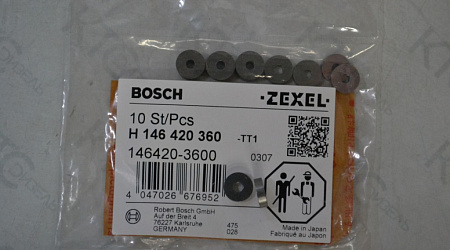 BOSCH
·ZEXEL·
10 St/Pcs
H 146 420 360 -TT1
146420-3600
0307
4 047026 676952
Made in Japan
Fabriqué au Japon
Robert Bosch GmbH
Auf der Breit 4
76227 Karlsruhe
GERMANY
475
028